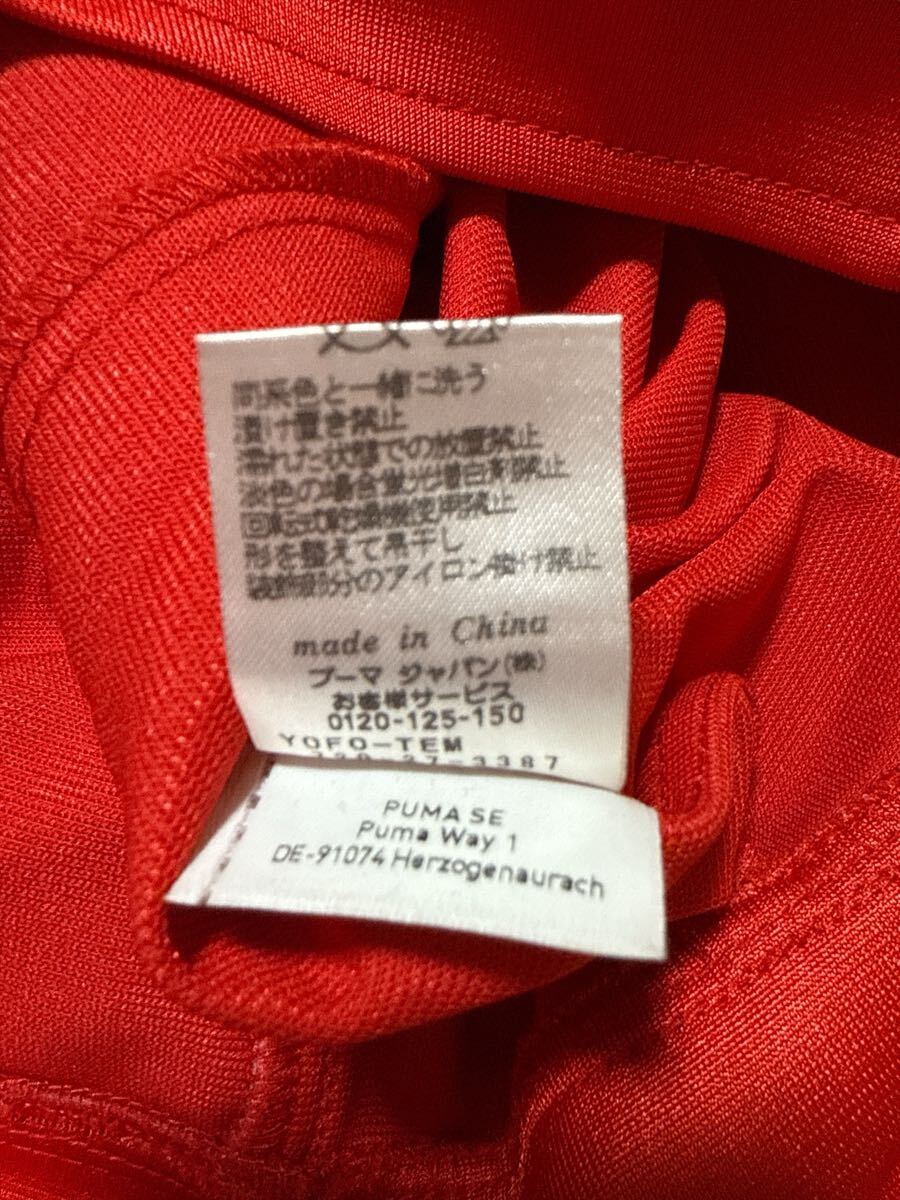 同系色と一緒に洗う
漬け置き禁止
濡れた状態での放置禁止
淡色の場合蛍光増白剤禁止
回転式乾燥機使用禁止
形を整えて吊干し
装飾部分のアイロン掛け禁止
made in China
プーマ ジャパン(株)
お客様サービス
0120-125-150
YOFO-TEM
PUMA SE
Puma Way 1
DE-91074 Herzogenaurach